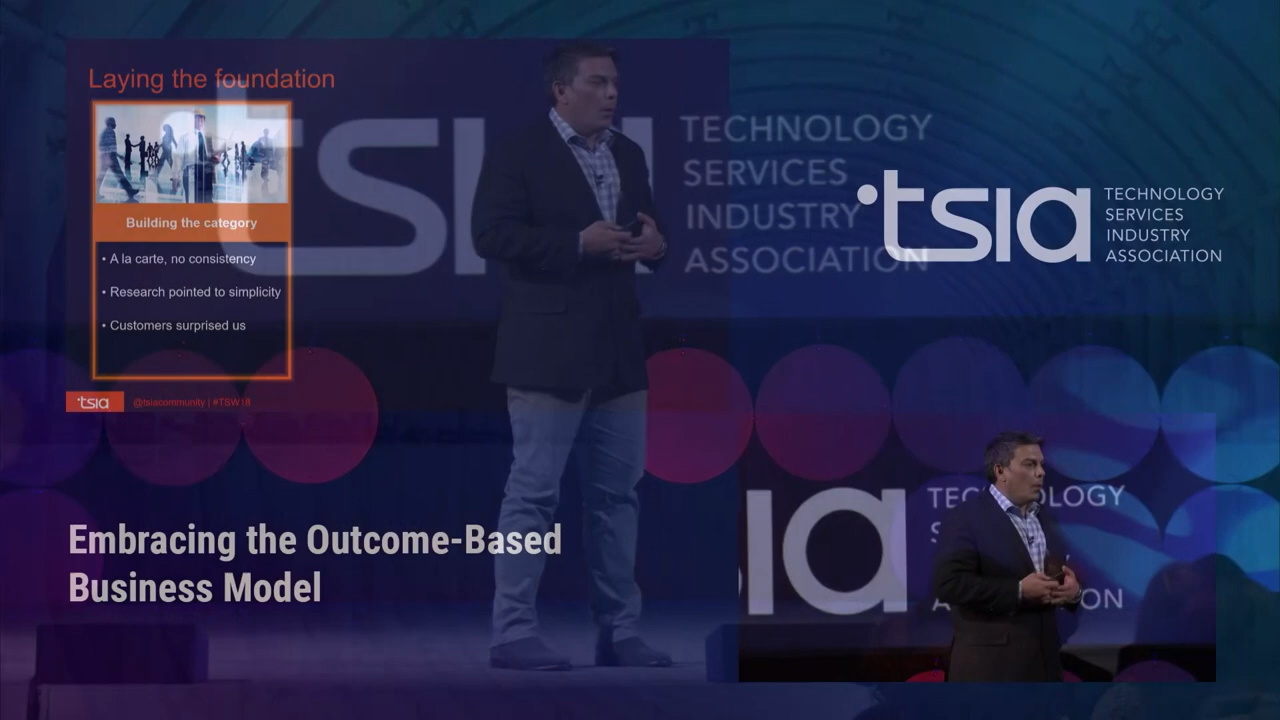 Laying the foundation
Building the category
• A la carte, no consistency
• Research pointed to simplicity
• Customers surprised us
tsia
@tsiacommunity | #TSW18
Embracing the Outcome-Based
Business Model
TECHNOLOGY
SERVICES
INDUSTRY
ASSOCIATION
tsia
TECHNOLOGY
SERVICES
INDUSTRY
ASSOCIATION